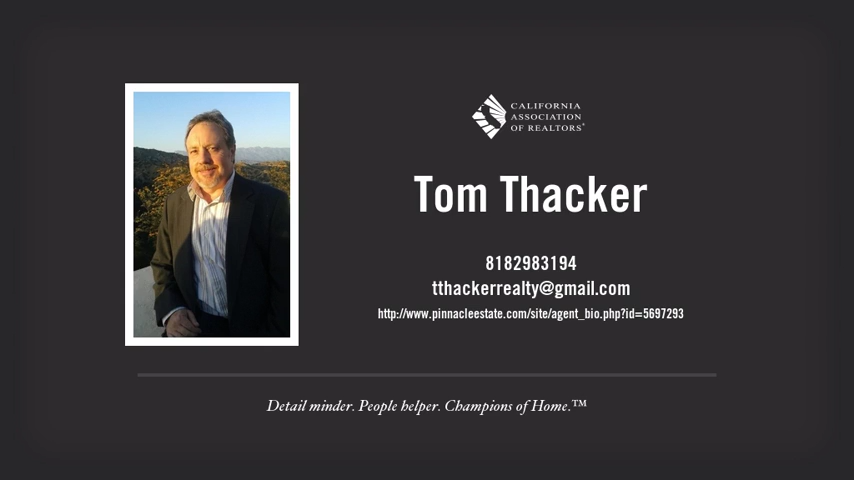 CALIFORNIA
ASSOCIATION
OF REALTORS®
Tom Thacker
8182983194
tthackerrealty@gmail.com
http://www.pinnacleestate.com/site/agent_bio.php?id=5697293
Detail minder. People helper. Champions of Home.™